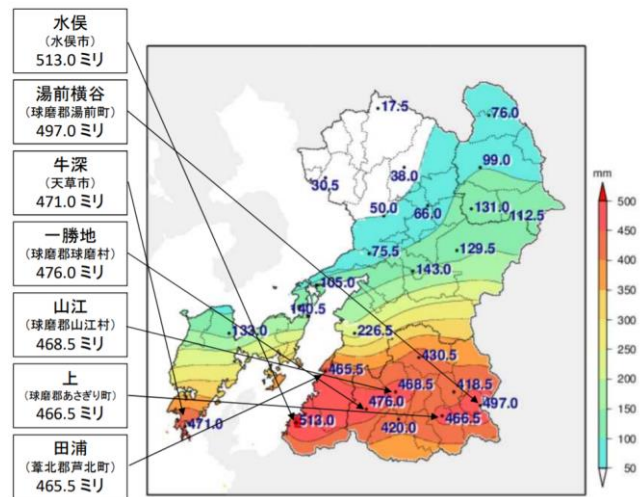 水俣
(水俣市)
513.0 ミリ
湯前横谷
(球磨郡湯前町)
497.0 ミリ
牛深
(天草市)
471.0 ミリ
一勝地
(球磨郡球磨村)
476.0 ミリ
山江
(球磨郡山江村)
468.5 ミリ
上
(球磨郡あさぎり町)
466.5 ミリ
田浦
(葦北郡芦北町)
465.5 ミリ
17.5
76.0
99.0
38.0
30.5
50.0
66.0
131.0
112.5
75.5
129.5
143.0
105.0
140.5
133.0
226.5
430.5
465.5
468.5
418.5
476.0
497.0
466.5
471.0
513.0
420.0
mm
500
450
400
350
300
250
200
150
100
50